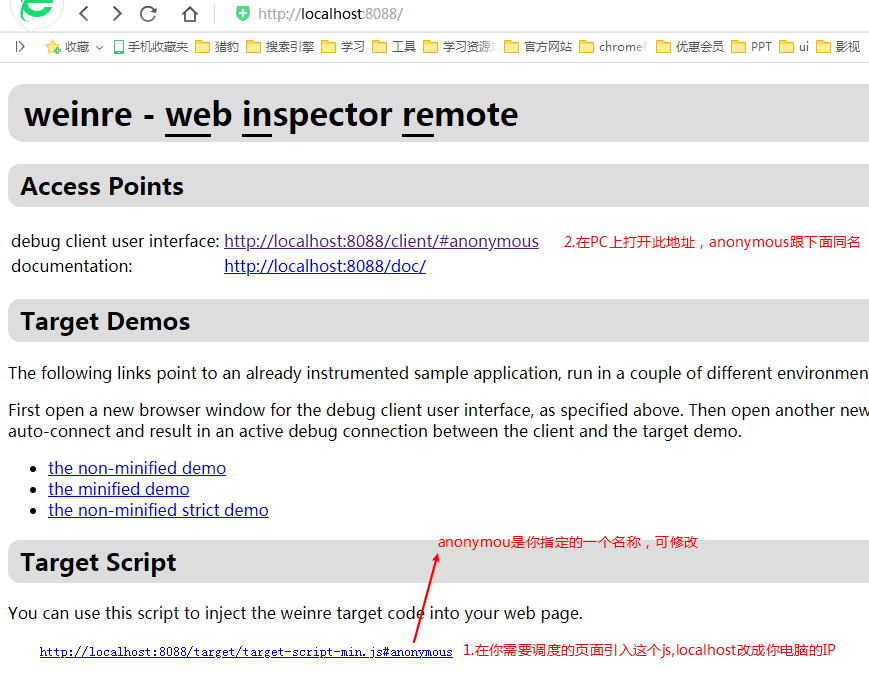 http://localhost:8088/
收藏 手机收藏夹 猎豹 搜索引擎 学习 工具 学习资源 官方网站 chrome 优惠会员 PPT ui 影视
weinre - web inspector remote
Access Points
debug client user interface: http://localhost:8088/client/#anonymous 2.在PC上打开此地址，anonymous跟下面同名
documentation: http://localhost:8088/doc/
Target Demos
The following links point to an already instrumented sample application, run in a couple of different environmen
First open a new browser window for the debug client user interface, as specified above. Then open another new
auto-connect and result in an active debug connection between the client and the target demo.
the non-minified demo
the minified demo
the non-minified strict demo
anonymou是你指定的一个名称，可修改
Target Script
You can use this script to inject the weinre target code into your web page.
http://localhost:8088/target/target-script-min.js#anonymous 1.在你需要调度的页面引入这个js,localhost改成你电脑的IP